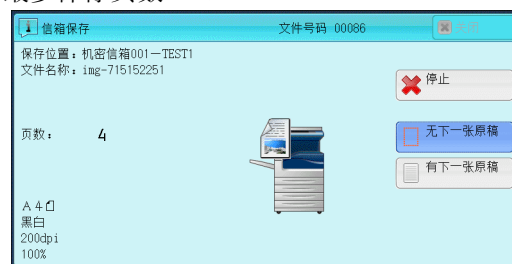 信箱保存
文件号码 00086
关闭
保存位置：机密信箱001－TEST1
文件名称：img-715152251
停止
页数： 4
无下一张原稿
有下一张原稿
A4
黑白
200dpi
100%